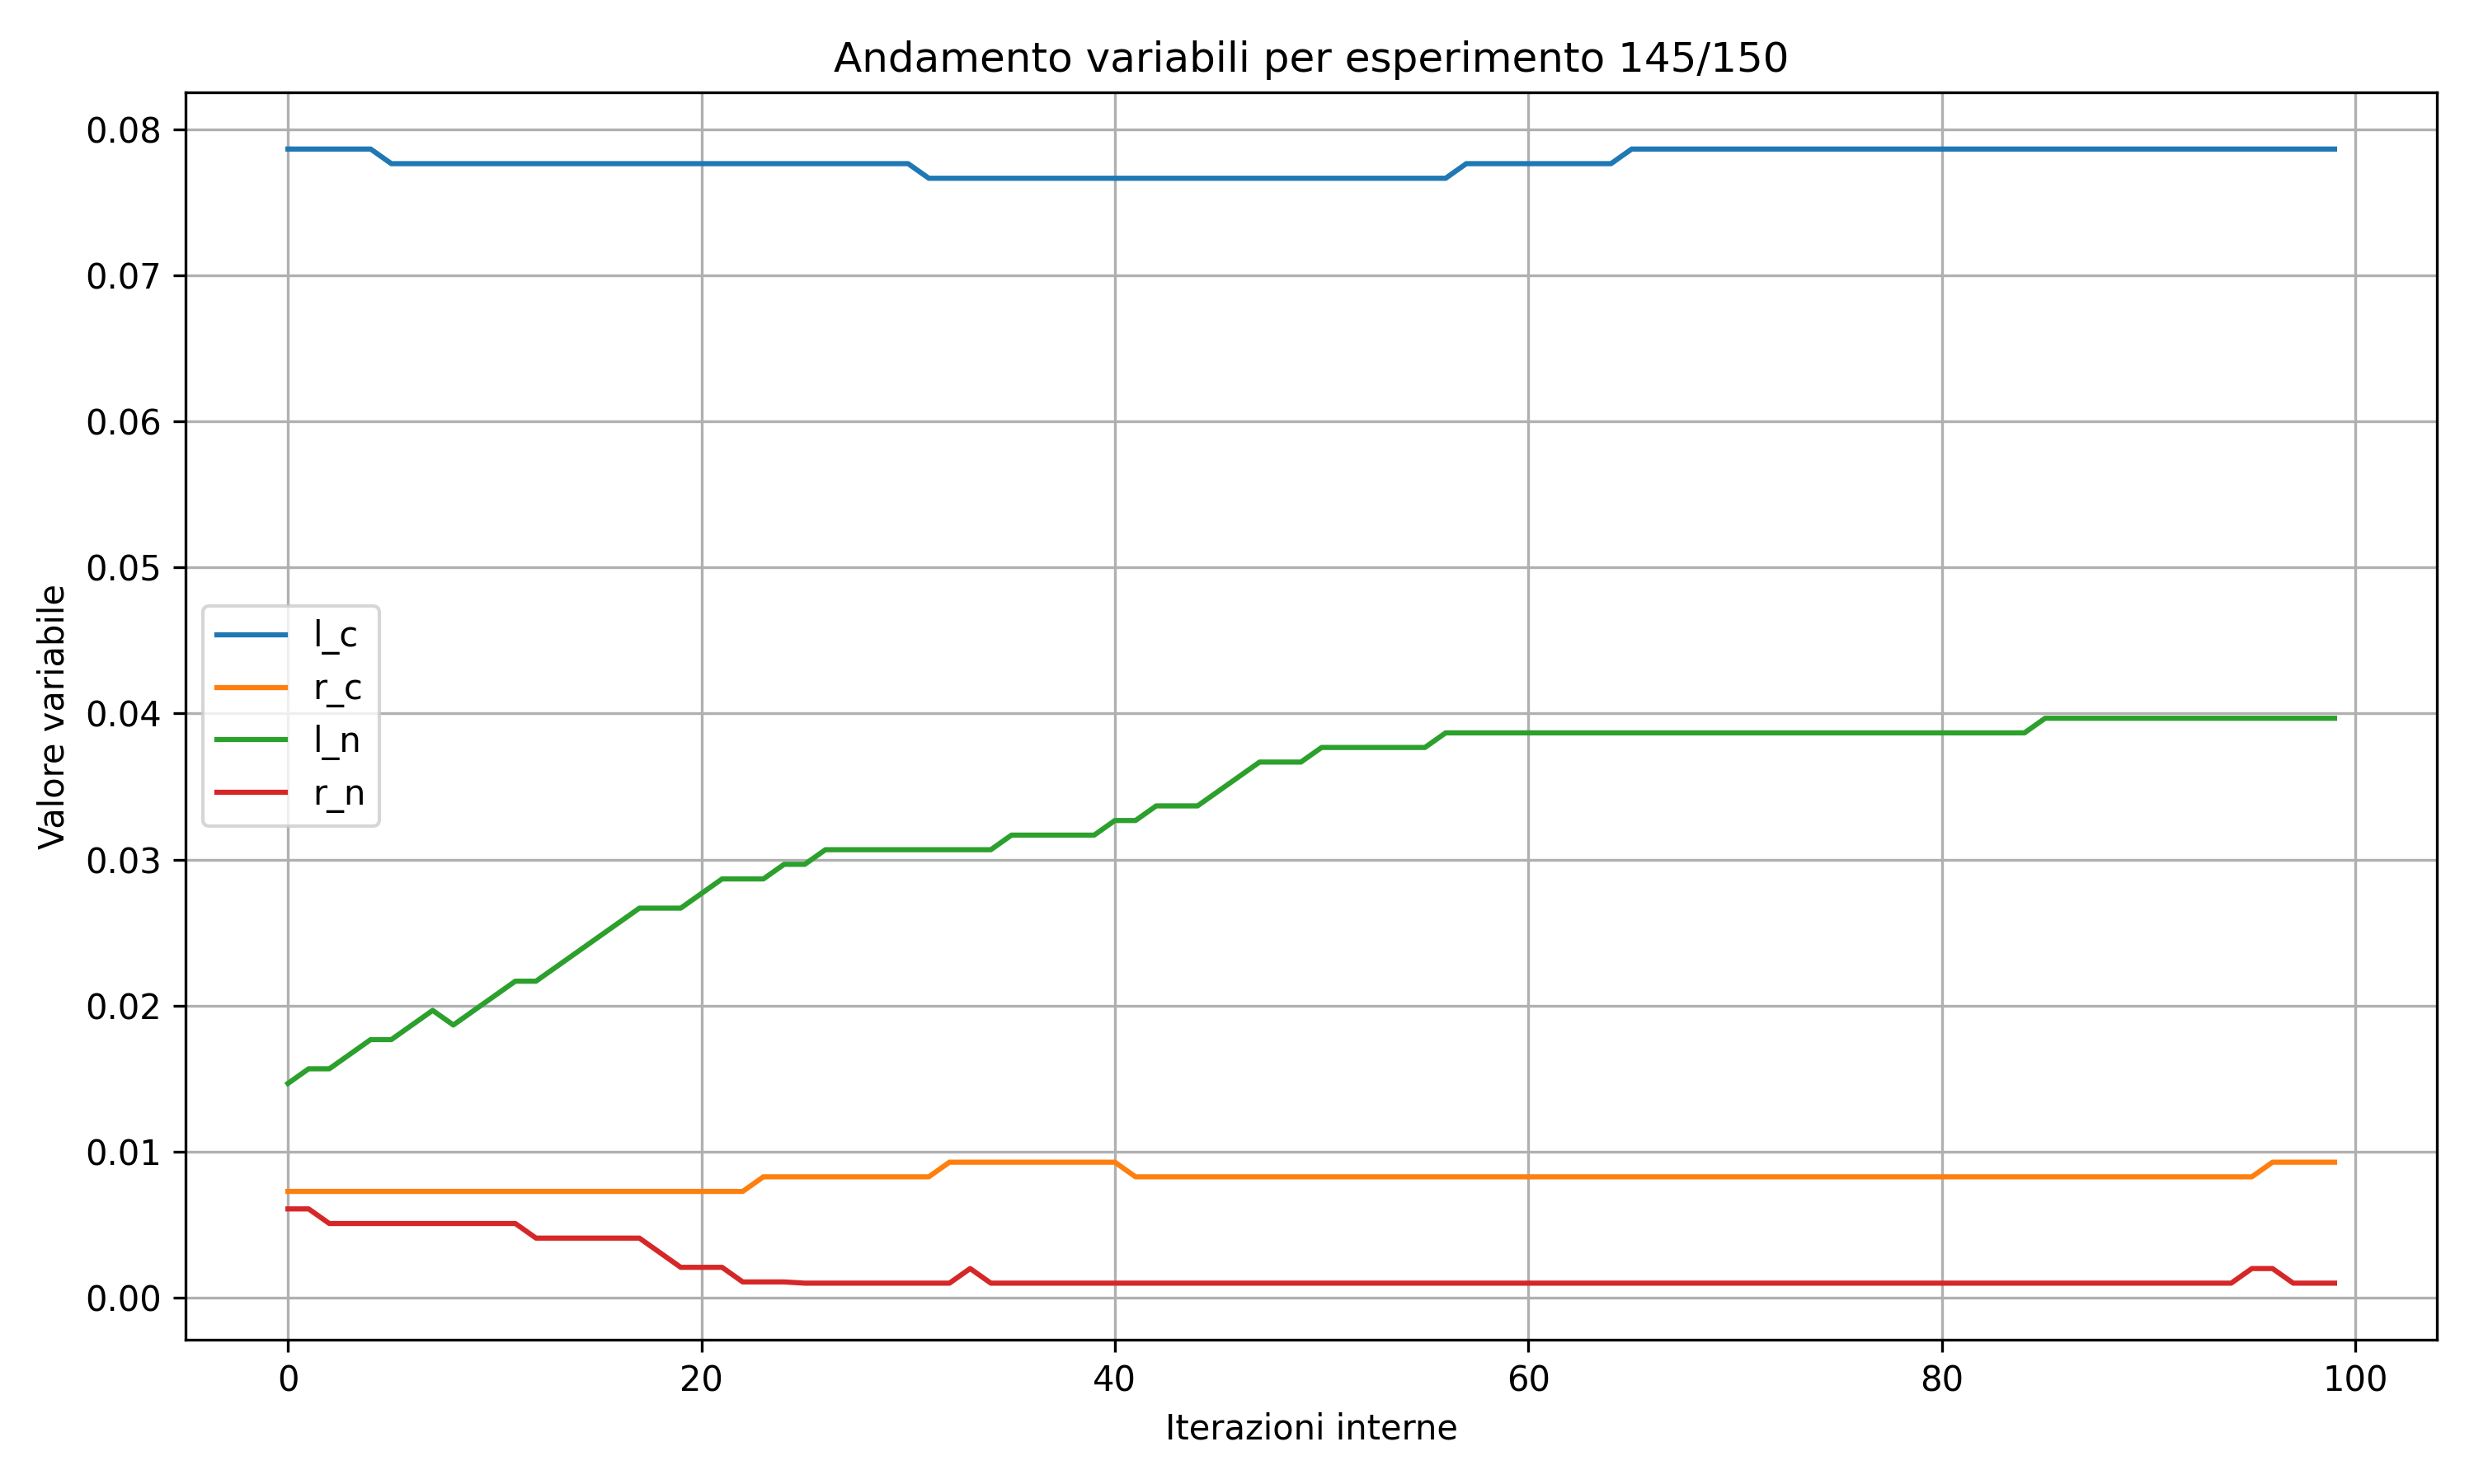 Andamento variabili per esperimento 145/150
0.08
0.07
0.06
0.05
0.04
0.03
0.02
0.01
0.00
Valore variabile
l_c
r_c
l_n
r_n
0 20 40 60 80 100
Iterazioni interne